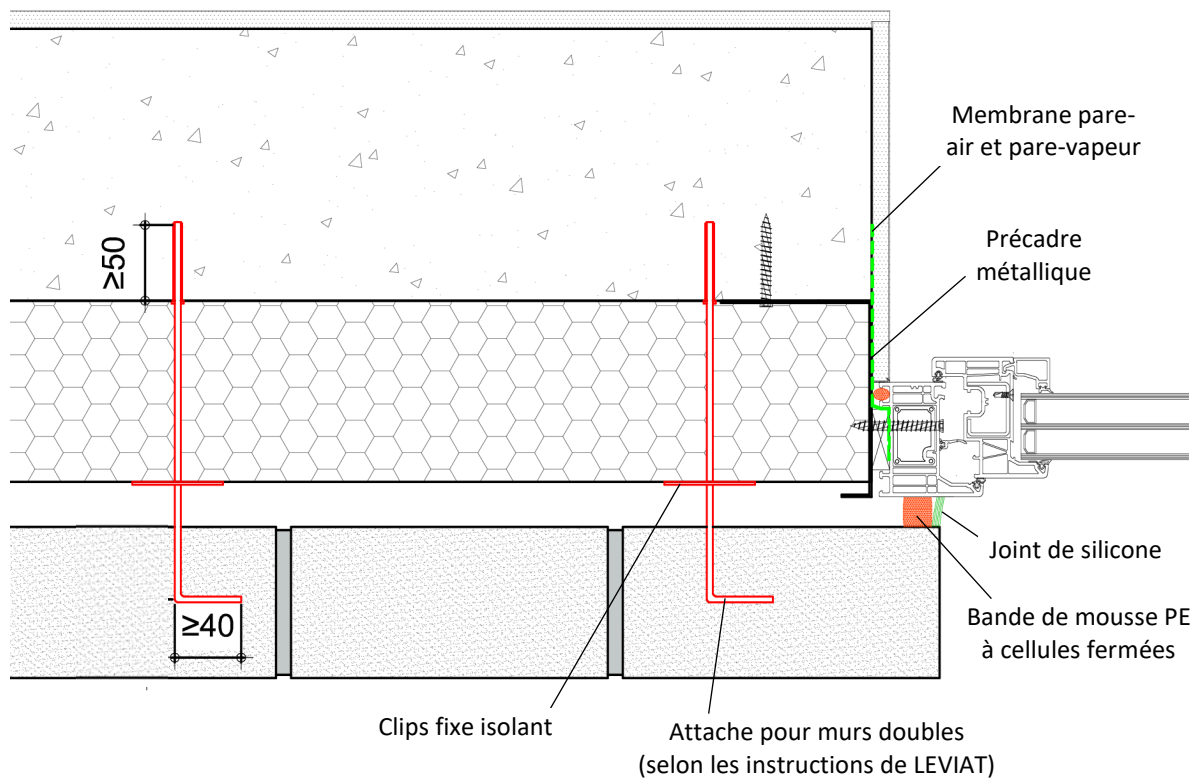 Membrane pare-
air et pare-vapeur
≥50
Précadre
métallique
Joint de silicone
≥40
Bande de mousse PE
à cellules fermées
Clips fixe isolant
Attache pour murs doubles
(selon les instructions de LEVIAT)